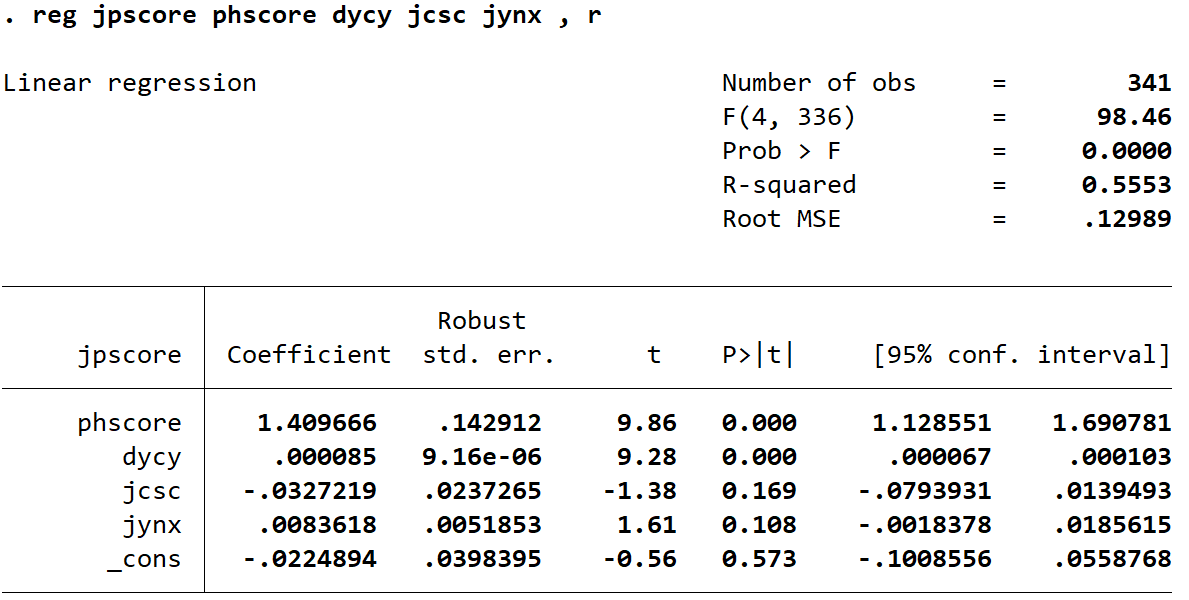 . reg jpscore phscore dycy jcsc jynx , r
Linear regression Number of obs = 341
F(4, 336) = 98.46
Prob > F = 0.0000
R-squared = 0.5553
Root MSE = .12989
Robust
jpscore Coefficient std. err. t P>|t| [95% conf. interval]
phscore 1.409666 .142912 9.86 0.000 1.128551 1.690781
dycy .000085 9.16e-06 9.28 0.000 .000067 .000103
jcsc -.0327219 .0237265 -1.38 0.169 -.0793931 .0139493
jynx .0083618 .0051853 1.61 0.108 -.0018378 .0185615
_cons -.0224894 .0398395 -0.56 0.573 -.1008556 .0558768